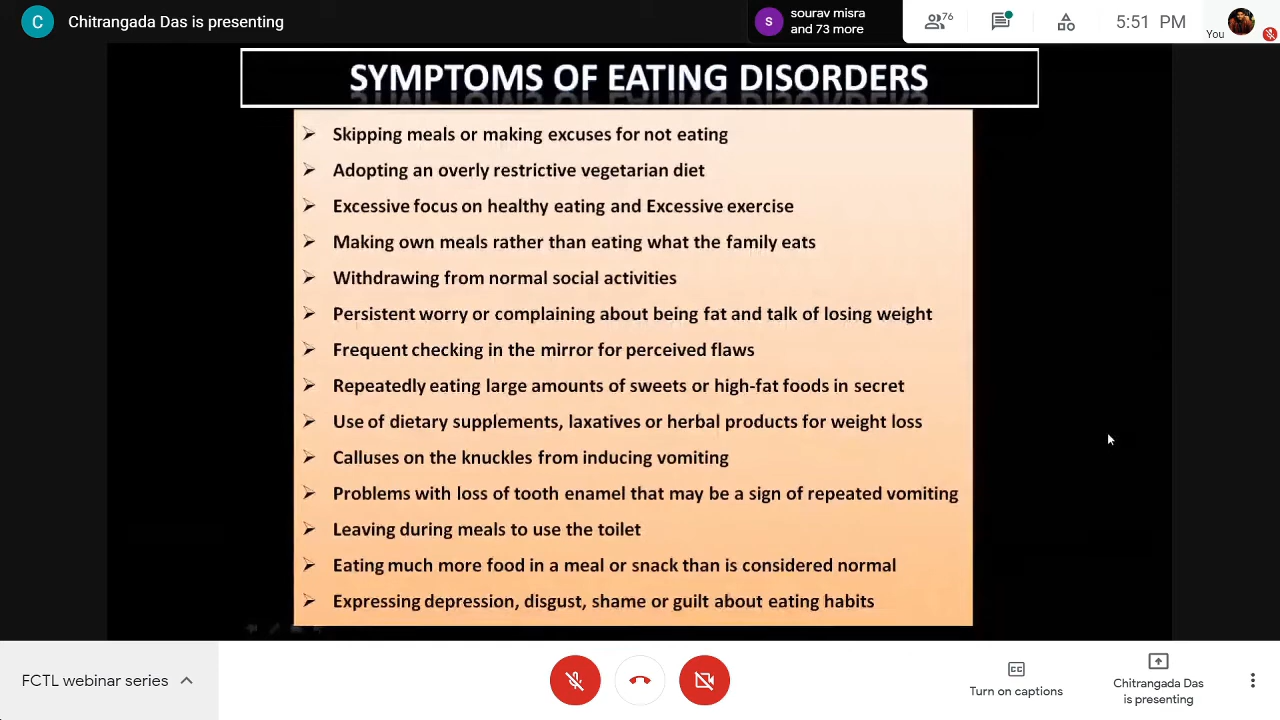 C
Chitrangada Das is presenting
S
sourav misra
and 73 more
76
5:51 PM
You
SYMPTOMS OF EATING DISORDERS
Skipping meals or making excuses for not eating
Adopting an overly restrictive vegetarian diet
Excessive focus on healthy eating and Excessive exercise
Making own meals rather than eating what the family eats
Withdrawing from normal social activities
Persistent worry or complaining about being fat and talk of losing weight
Frequent checking in the mirror for perceived flaws
Repeatedly eating large amounts of sweets or high-fat foods in secret
Use of dietary supplements, laxatives or herbal products for weight loss
Calluses on the knuckles from inducing vomiting
Problems with loss of tooth enamel that may be a sign of repeated vomiting
Leaving during meals to use the toilet
Eating much more food in a meal or snack than is considered normal
Expressing depression, disgust, shame or guilt about eating habits
FCTL webinar series
CC
Turn on captions
Chitrangada Das
is presenting